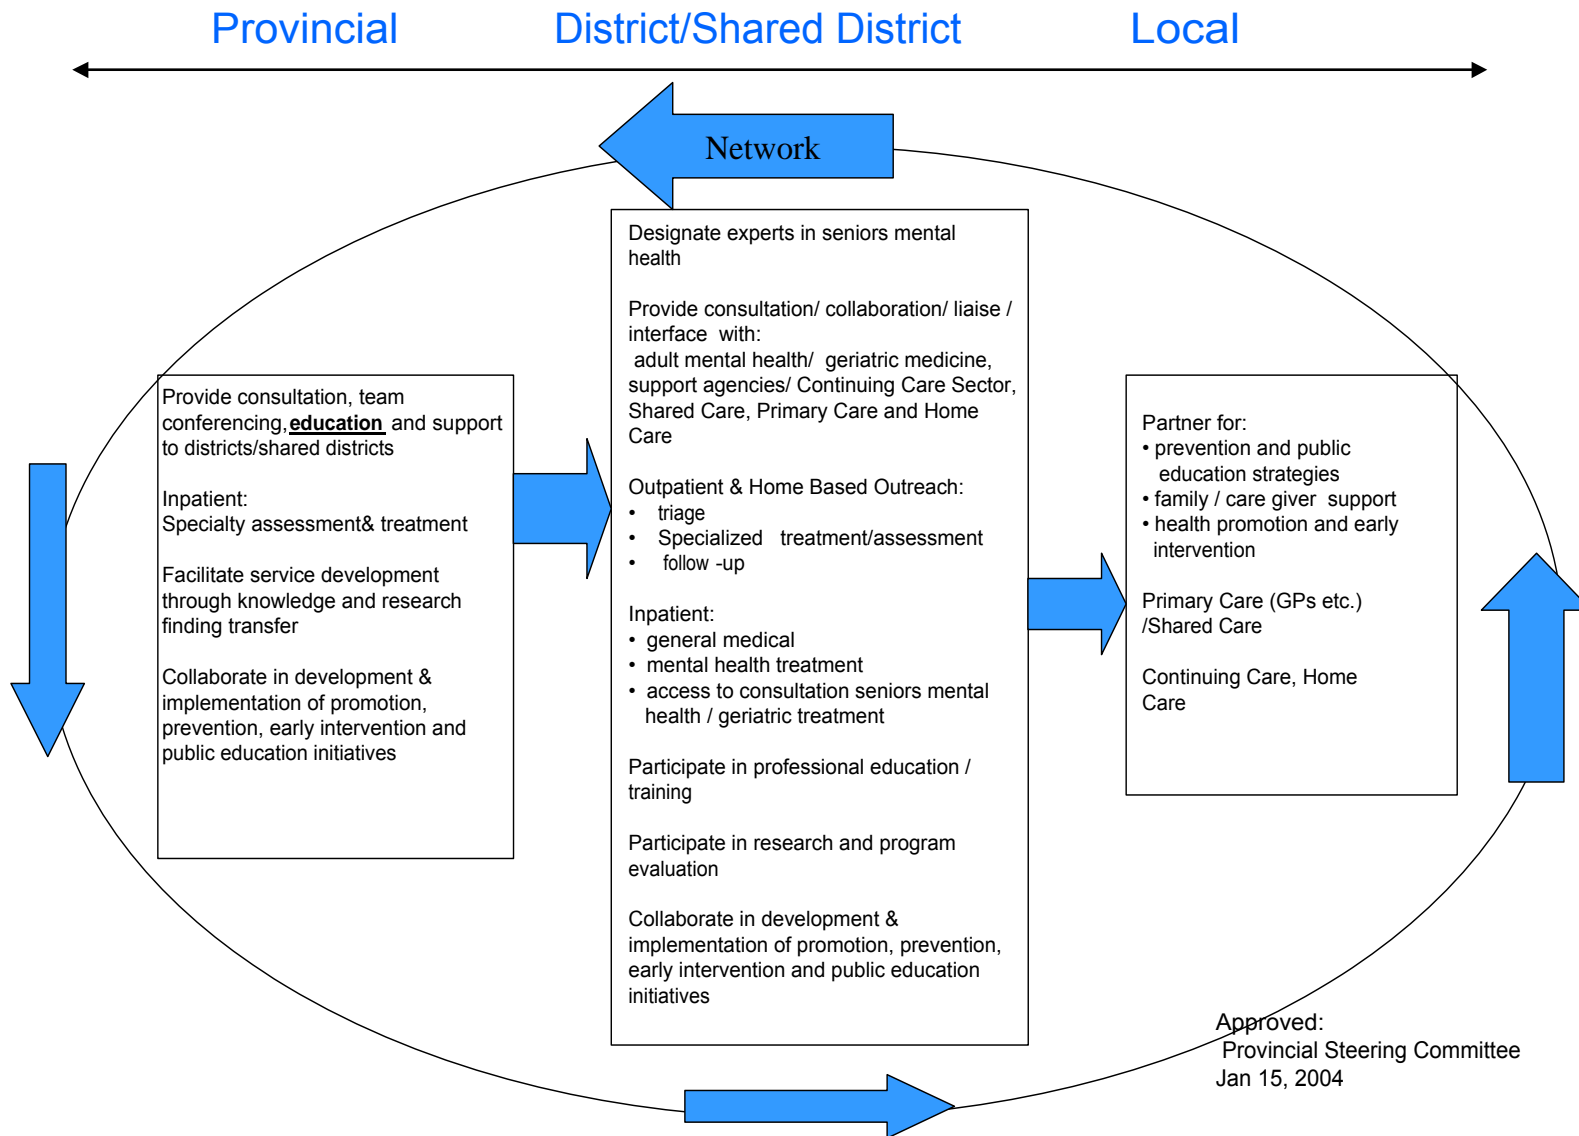 Provincial
District/Shared District
Local
Network
Provide consultation, team
conferencing, education and support
to districts/shared districts
Inpatient:
Specialty assessment& treatment
Facilitate service development
through knowledge and research
finding transfer
Collaborate in development &
implementation of promotion,
prevention, early intervention and
public education initiatives
Designate experts in seniors mental
health
Provide consultation/ collaboration/ liaise /
interface with:
adult mental health/ geriatric medicine,
support agencies/ Continuing Care Sector,
Shared Care, Primary Care and Home
Care
Outpatient & Home Based Outreach:
• triage
• Specialized treatment/assessment
• follow -up
Inpatient:
• general medical
• mental health treatment
• access to consultation seniors mental
health / geriatric treatment
Participate in professional education /
training
Participate in research and program
evaluation
Collaborate in development &
implementation of promotion, prevention,
early intervention and public education
initiatives
Partner for:
• prevention and public
education strategies
• family / care giver support
• health promotion and early
intervention
Primary Care (GPs etc.)
/Shared Care
Continuing Care, Home
Care
Approved:
Provincial Steering Committee
Jan 15, 2004